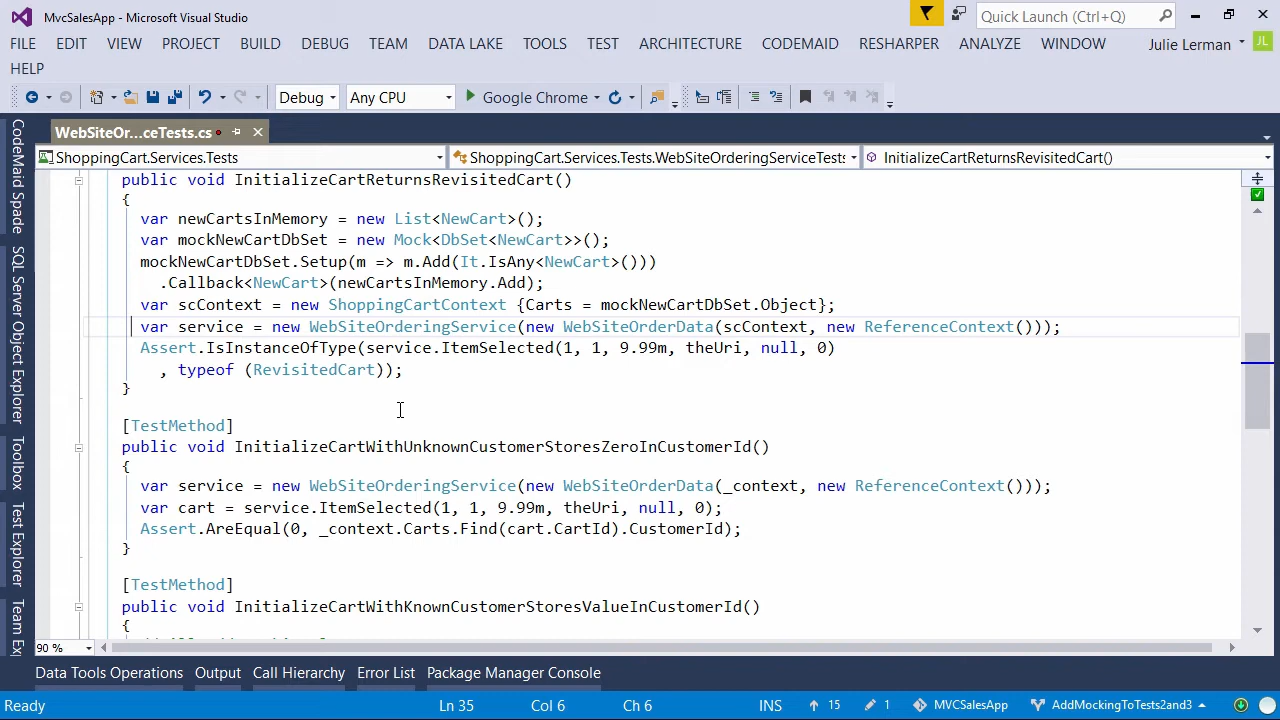 MvcSalesApp - Microsoft Visual Studio
Quick Launch (Ctrl+Q)
FILE EDIT VIEW PROJECT BUILD DEBUG TEAM DATA LAKE TOOLS TEST ARCHITECTURE CODEMAID RESHARPER ANALYZE WINDOW Julie Lerman JL
HELP
Debug Any CPU Google Chrome
WebSiteOr...ceTests.cs
ShoppingCart.Services.Tests ShoppingCart.Services.Tests.WebSiteOrderingServiceTests InitializeCartReturnsRevisitedCart()
CodeMaid Spade
SQL Server Object Explorer
Toolbox
Test Explorer
Team Ex
public void InitializeCartReturnsRevisitedCart()
{
var newCartsInMemory = new List<NewCart>();
var mockNewCartDbSet = new Mock<DbSet<NewCart>>();
mockNewCartDbSet.Setup(m => m.Add(It.IsAny<NewCart>()))
.Callback<NewCart>(newCartsInMemory.Add);
var scContext = new ShoppingCartContext {Carts = mockNewCartDbSet.Object};
var service = new WebSiteOrderingService(new WebSiteOrderData(scContext, new ReferenceContext()));
Assert.IsInstanceOfType(service.ItemSelected(1, 1, 9.99m, theUri, null, 0)
, typeof (RevisitedCart));
}
[TestMethod]
public void InitializeCartWithUnknownCustomerStoresZeroInCustomerId()
{
var service = new WebSiteOrderingService(new WebSiteOrderData(_context, new ReferenceContext()));
var cart = service.ItemSelected(1, 1, 9.99m, theUri, null, 0);
Assert.AreEqual(0, _context.Carts.Find(cart.CartId).CustomerId);
}
[TestMethod]
public void InitializeCartWithKnownCustomerStoresValueInCustomerId()
{
90 %
Data Tools Operations Output Call Hierarchy Error List Package Manager Console
Ready Ln 35 Col 6 Ch 6 INS 15 1 MVCSalesApp AddMockingToTests2and3